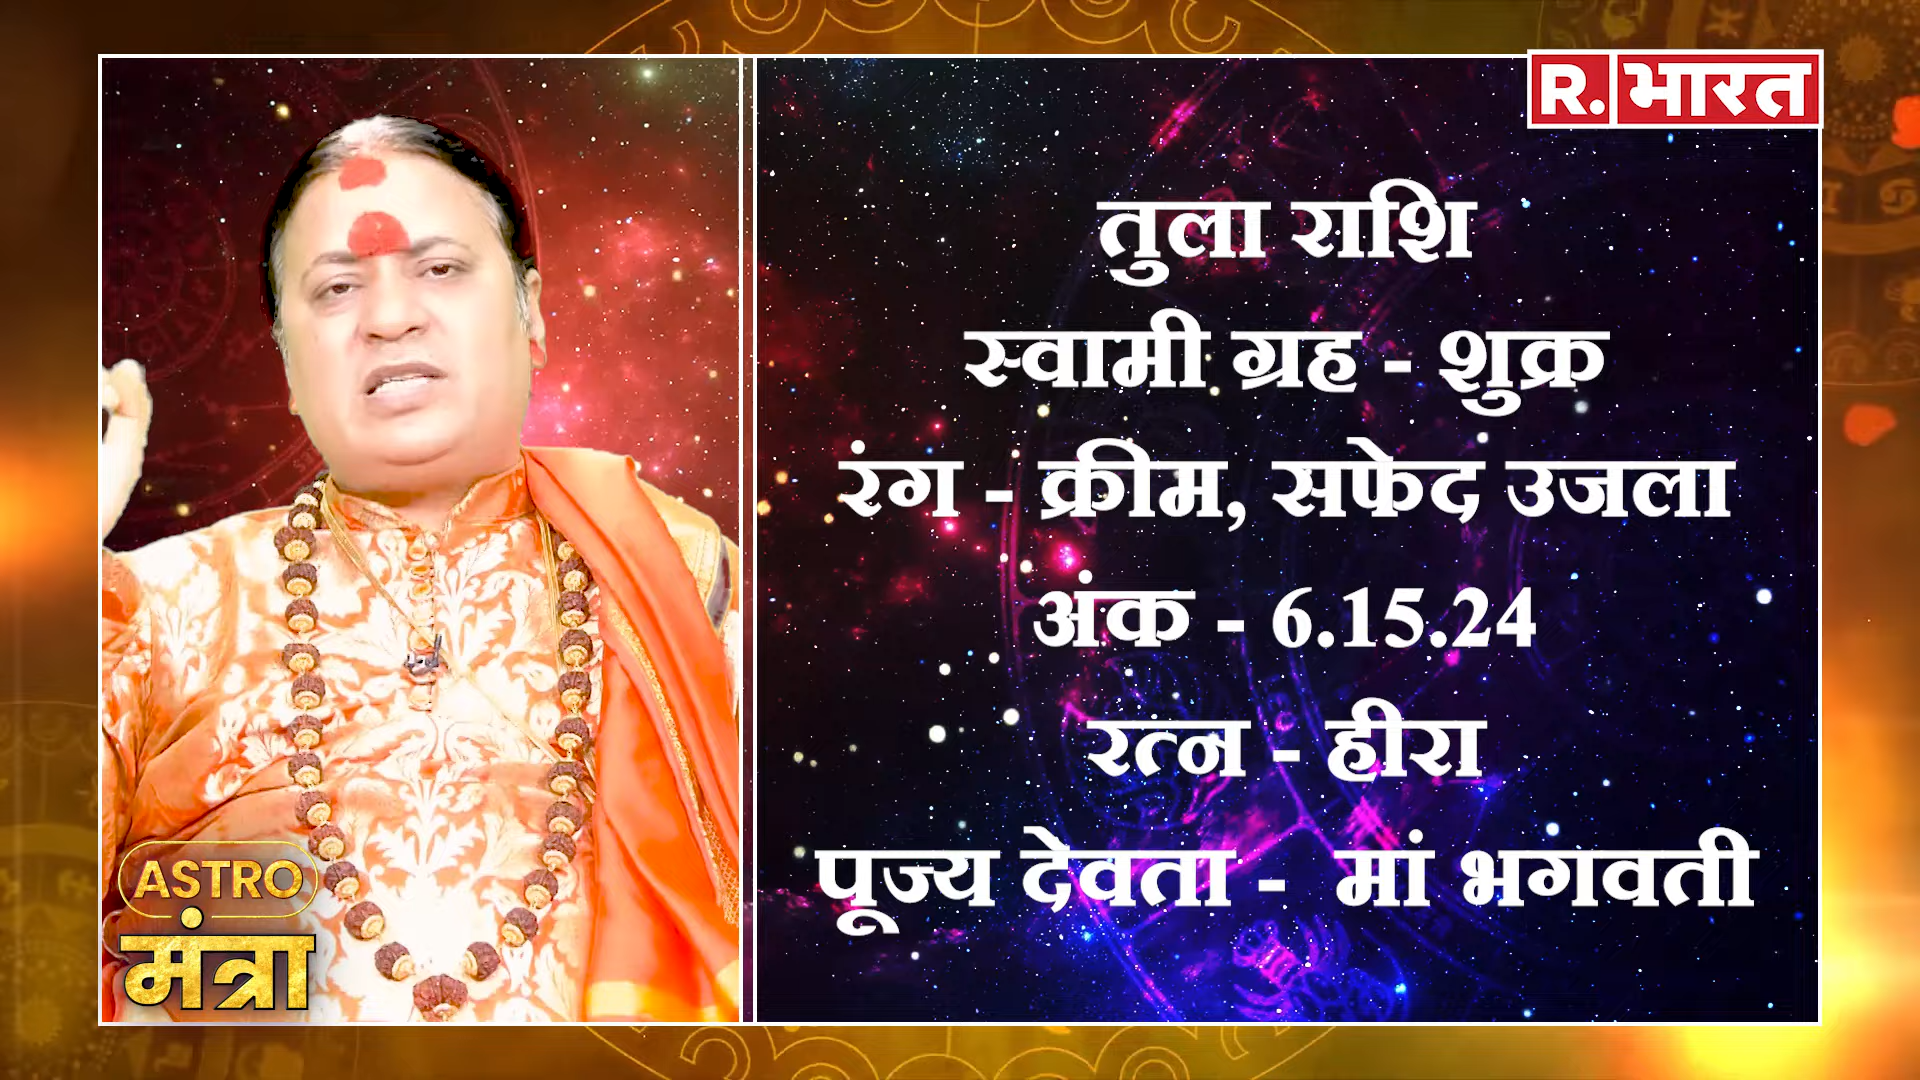 R. भारत
तुला राशि
स्वामी ग्रह - शुक्र
रंग - क्रीम, सफेद उजला
अंक - 6.15.24
रत्न - हीरा
पूज्य देवता - मां भगवती
ASTRO
मंत्रा